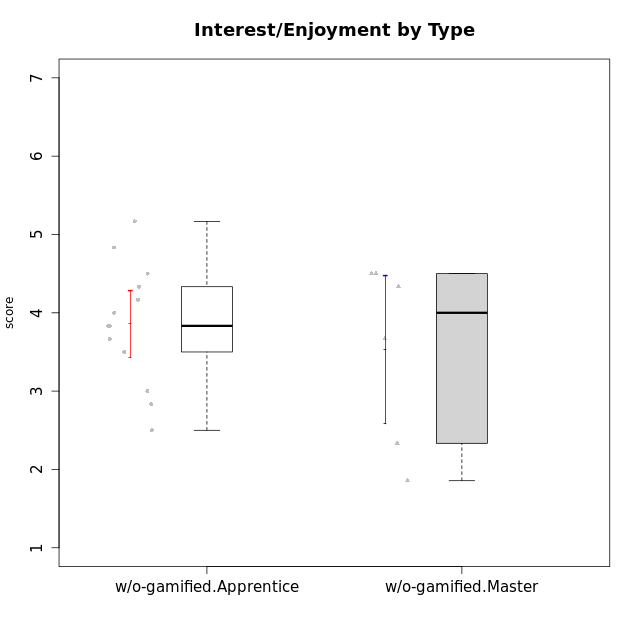 Interest/Enjoyment by Type
7
6
5
4
3
2
1
score
w/o-gamified.Apprentice
w/o-gamified.Master